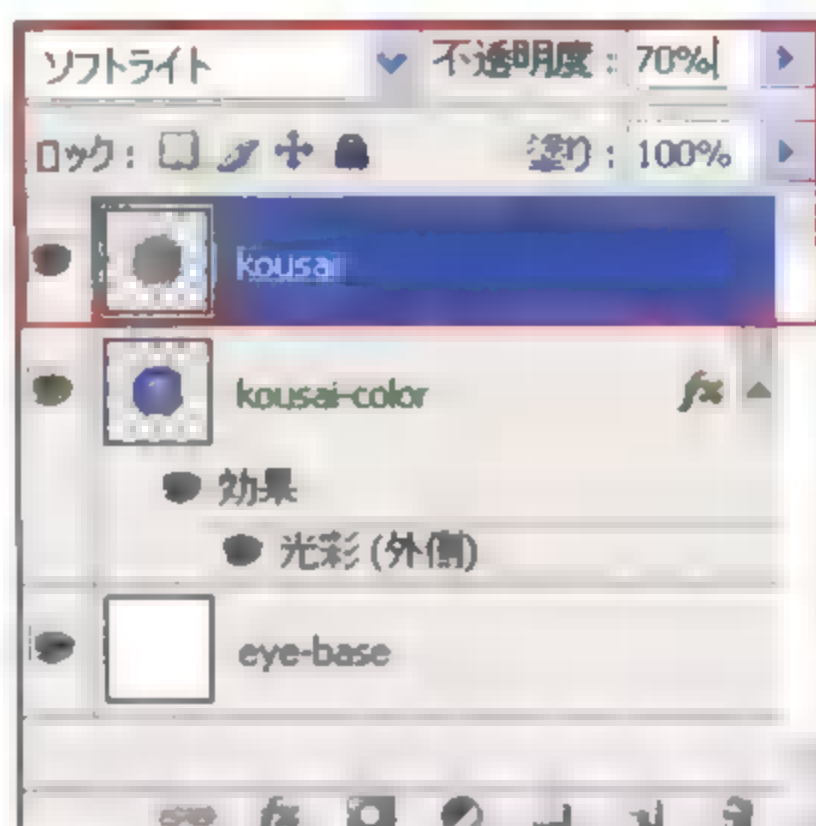 ソフトライト 不透明度: 70%
ロック: 塗り: 100%
kousai
kousai-color fx
効果
光彩 (外側)
eye-base